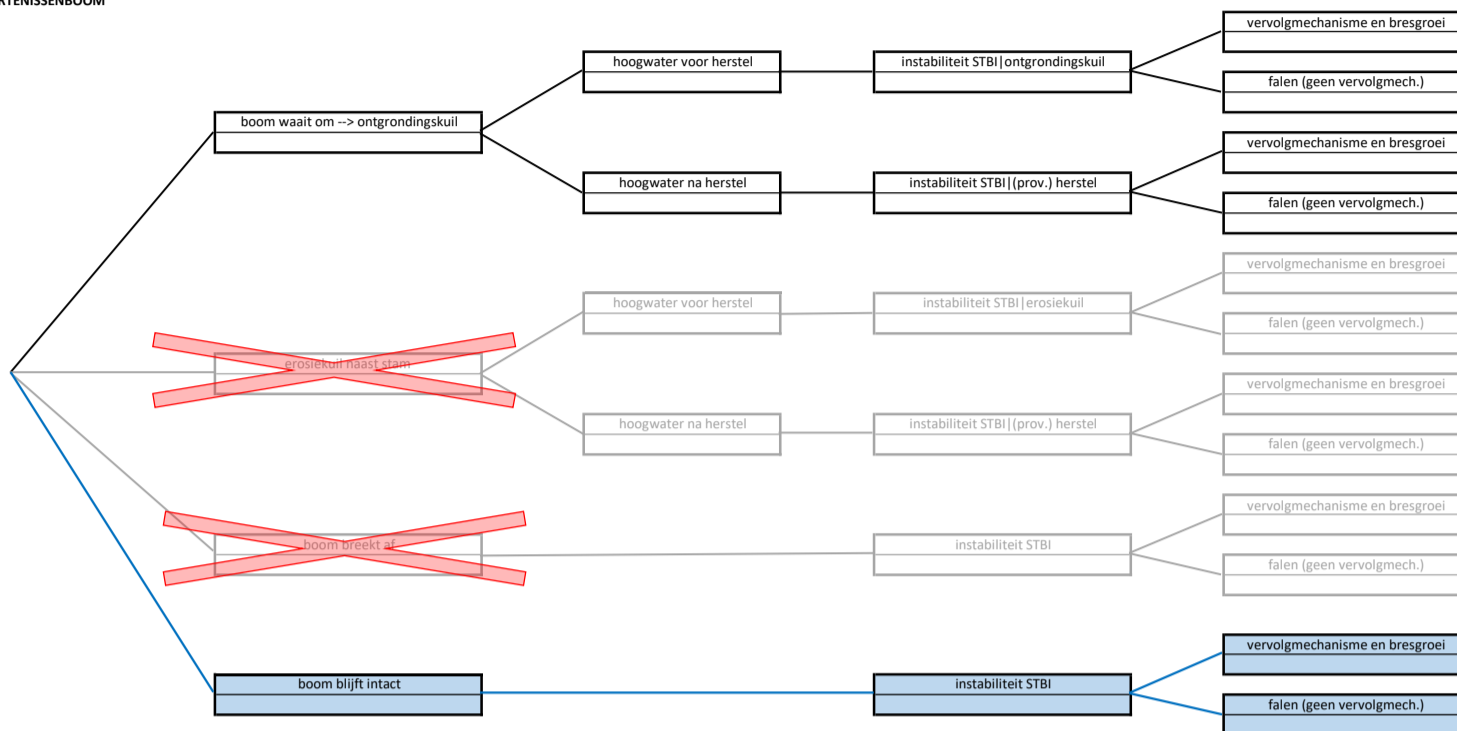 RTENISSENBOOM
vervolgmechanisme en bresgroei
hoogwater voor herstel
instabiliteit STBI|ontgrondingskuil
falen (geen vervolgmech.)
boom waait om --> ontgrondingskuil
vervolgmechanisme en bresgroei
hoogwater na herstel
instabiliteit STBI|(prov.) herstel
falen (geen vervolgmech.)
vervolgmechanisme en bresgroei
hoogwater voor herstel
instabiliteit STBI|erosiekuil
falen (geen vervolgmech.)
erosiekuil naast stam
vervolgmechanisme en bresgroei
hoogwater na herstel
instabiliteit STBI|(prov.) herstel
falen (geen vervolgmech.)
vervolgmechanisme en bresgroei
boom breekt af
instabiliteit STBI
falen (geen vervolgmech.)
vervolgmechanisme en bresgroei
boom blijft intact
instabiliteit STBI
falen (geen vervolgmech.)